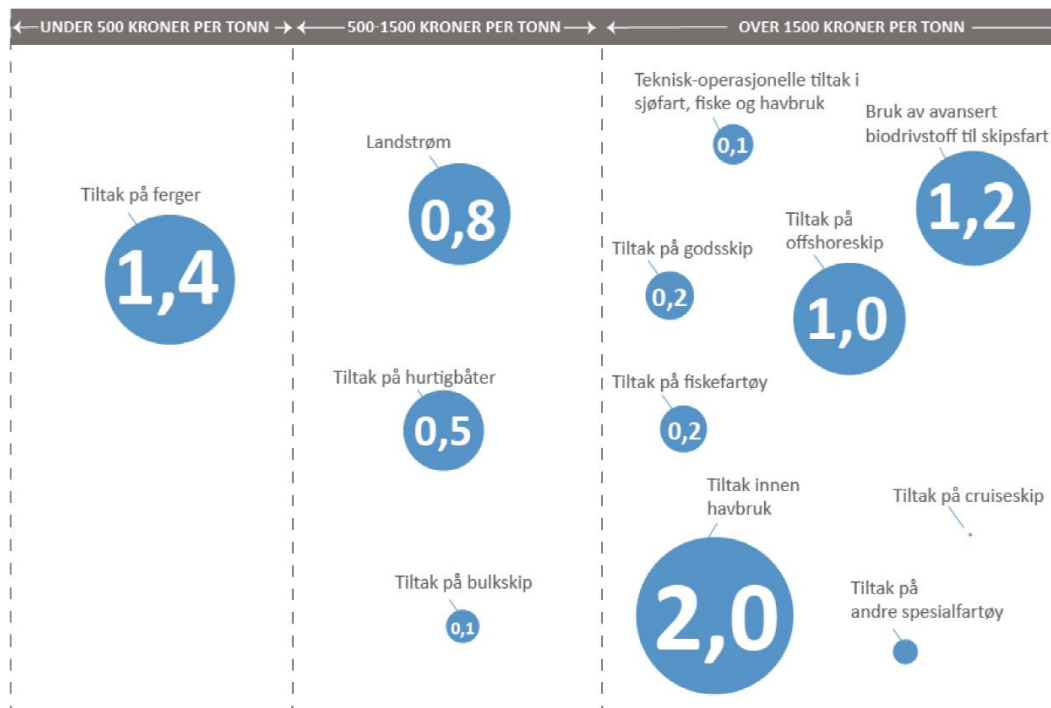 UNDER 500 KRONER PER TONN
500-1500 KRONER PER TONN
OVER 1500 KRONER PER TONN
Tiltak på ferger
1,4
Landstrøm
0,8
Tiltak på hurtigbåter
0,5
Tiltak på bulkskip
0,1
Teknisk-operasjonelle tiltak i
sjøfart, fiske og havbruk
0,1
Bruk av avansert
biodrivstoff til skipsfart
1,2
Tiltak på godsskip
0,2
Tiltak på
offshoreskip
1,0
Tiltak på fiskefartøy
0,2
Tiltak innen
havbruk
2,0
Tiltak på cruiseskip
Tiltak på
andre spesialfartøy